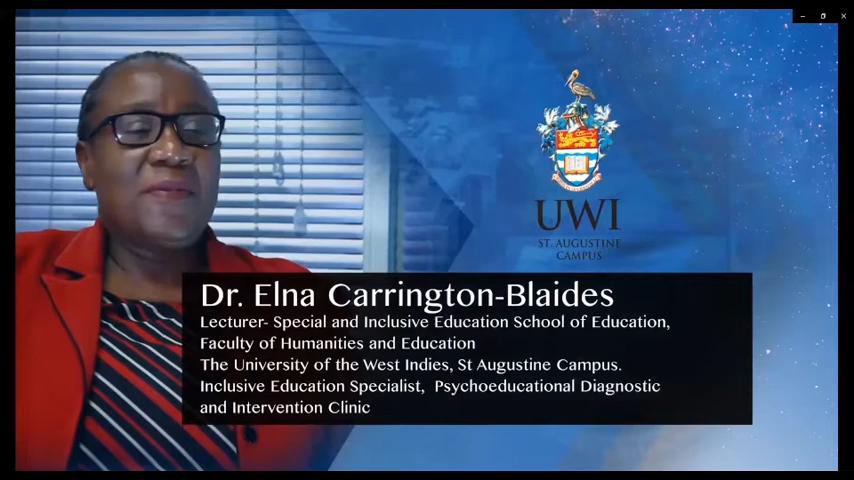 UWI
ST. AUGUSTINE
CAMPUS
Dr. Elna Carrington-Blaides
Lecturer- Special and Inclusive Education School of Education,
Faculty of Humanities and Education
The University of the West Indies, St Augustine Campus.
Inclusive Education Specialist, Psychoeducational Diagnostic
and Intervention Clinic